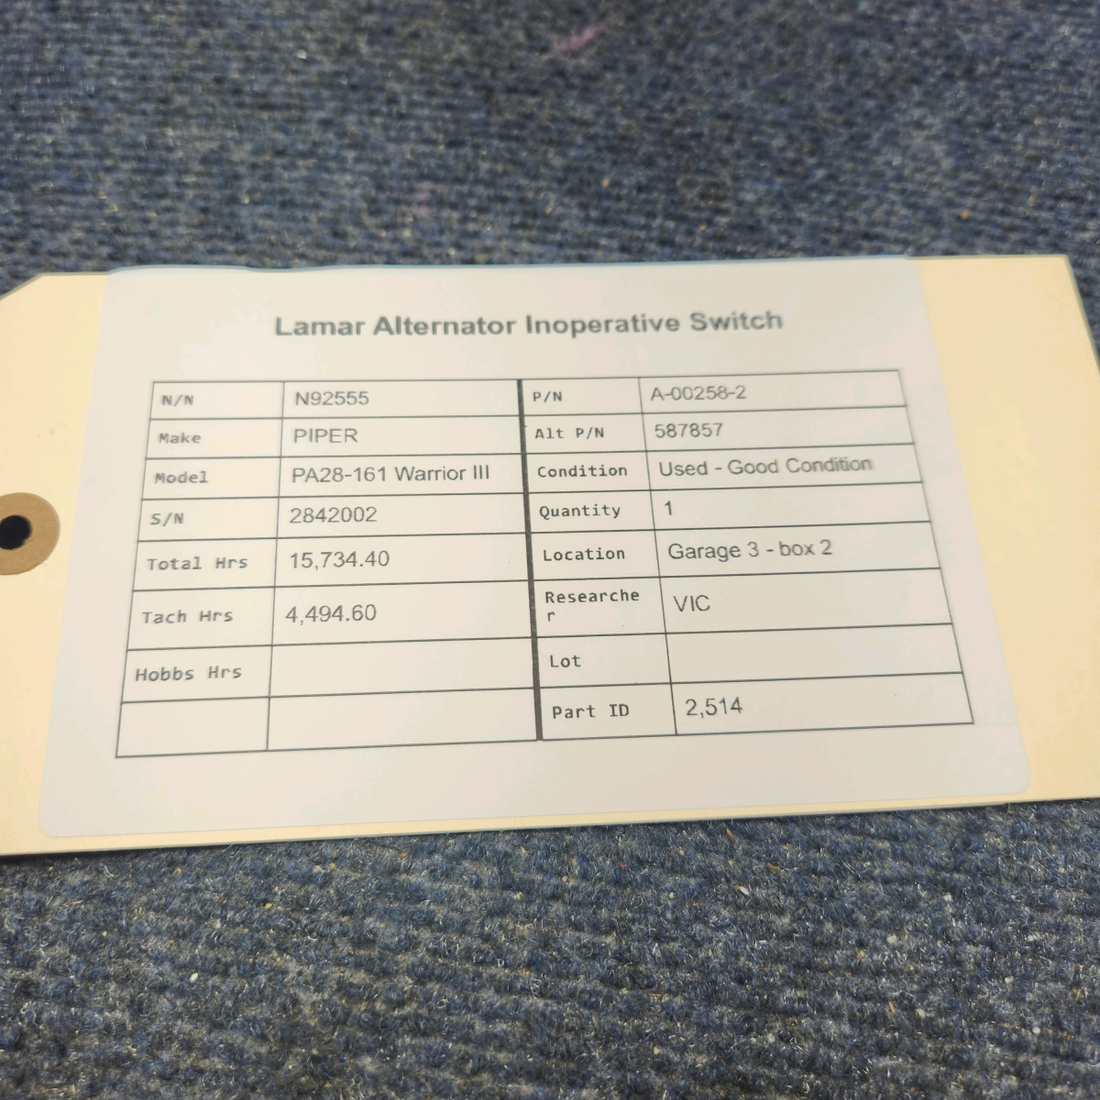 Lamar Alternator Inoperative Switch
N/N N92555 P/N A-00258-2
Make PIPER Alt P/N 587857
Model PA28-161 Warrior III Condition Used - Good Condition
S/N 2842002 Quantity 1
Total Hrs 15,734.40 Location Garage 3 - box 2
Tach Hrs 4,494.60 Researche
r VIC
Hobbs Hrs Lot
Part ID 2,514